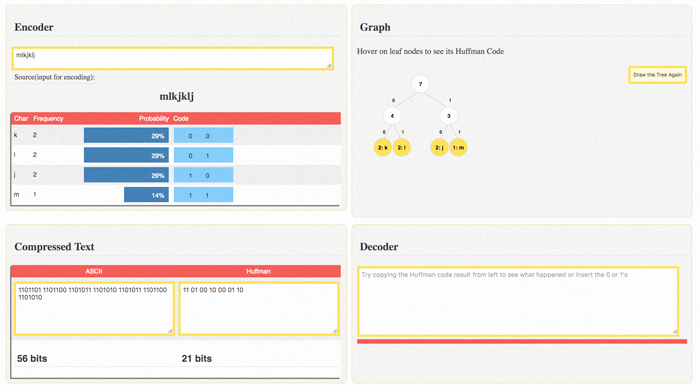 Encoder
mlkjklj
Source(input for encoding):
mlkjklj
Char Frequency Probability Code
k 2 29% 0 0
l 2 29% 0 1
j 2 29% 1 0
m 1 14% 1 1
Graph
Hover on leaf nodes to see its Huffman Code
Draw the Tree Again
7
0 1
4 3
0 1 0 1
2: k 2: l 2: j 1: m
Compressed Text
ASCII Huffman
1101101 1101100 1101011 1101010 1101011 1101100 11 01 00 10 00 01 10
1101010
56 bits 21 bits
Decoder
Try copying the Huffman code result from left to see what happened or insert the 0 or 1's